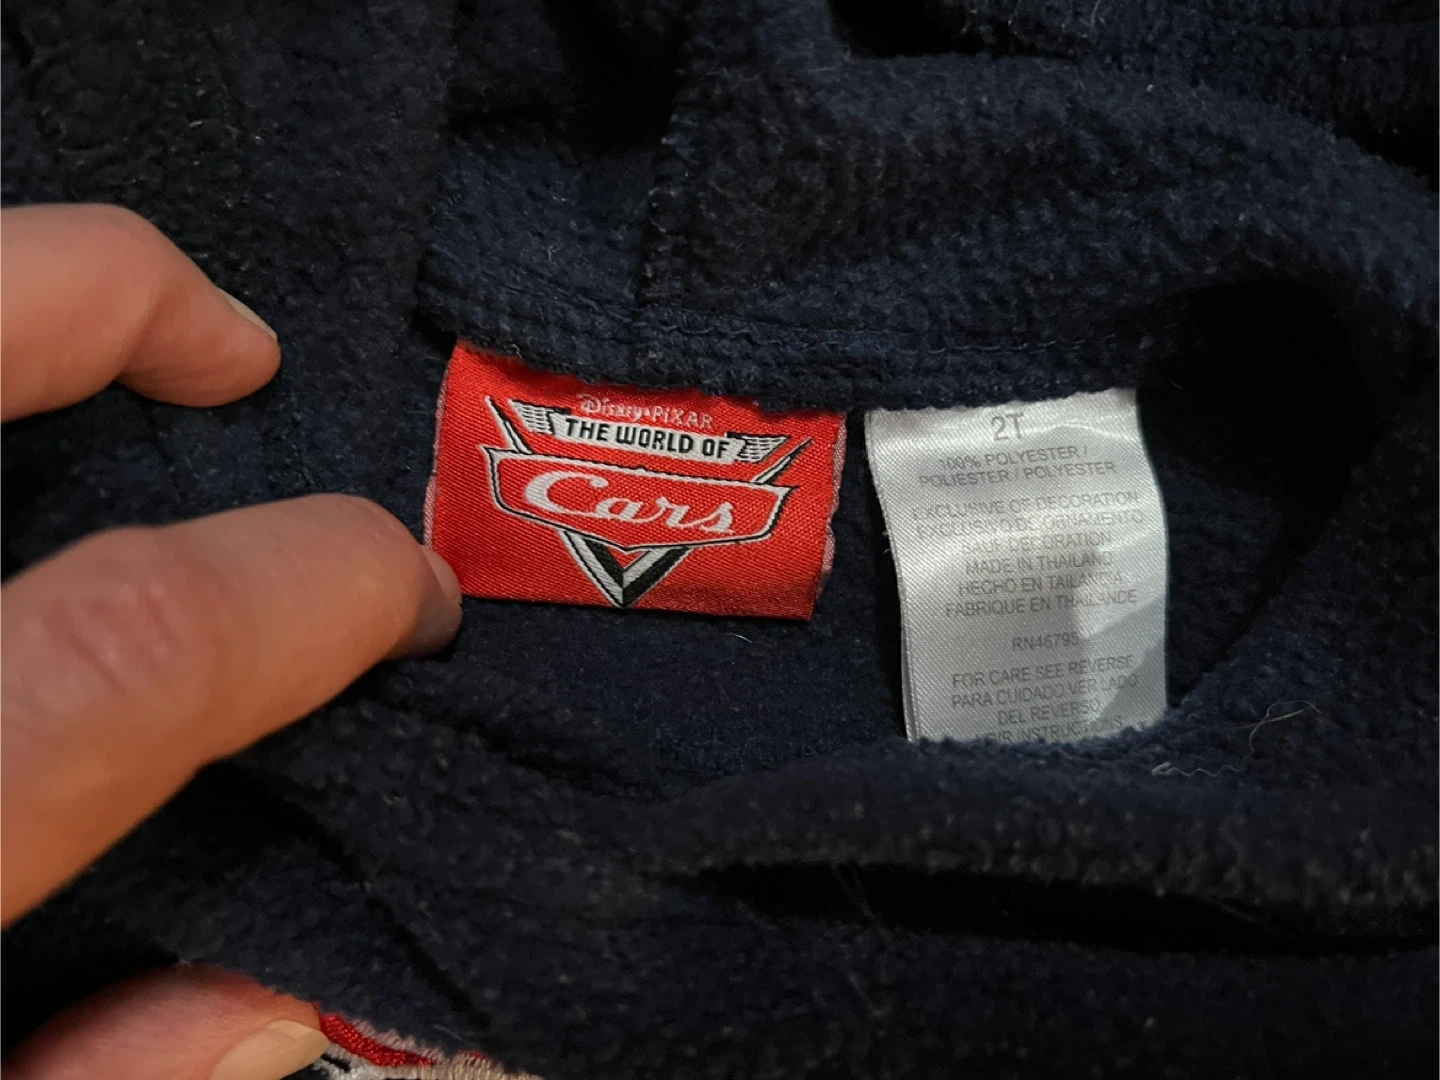 Disney·PIXAR
THE WORLD OF
Cars
2T
100% POLYESTER /
POLIESTER / POLYESTER
EXCLUSIVE OF DECORATION
EXCLUSIVO DE ORNAMENTO
SAUF DECORATION
MADE IN THAILAND
HECHO EN TAILANDIA
FABRIQUE EN THAILANDE
RN46795
FOR CARE SEE REVERSE
PARA CUIDADO VER LADO
DEL REVERSO
INSTRUCTIONS